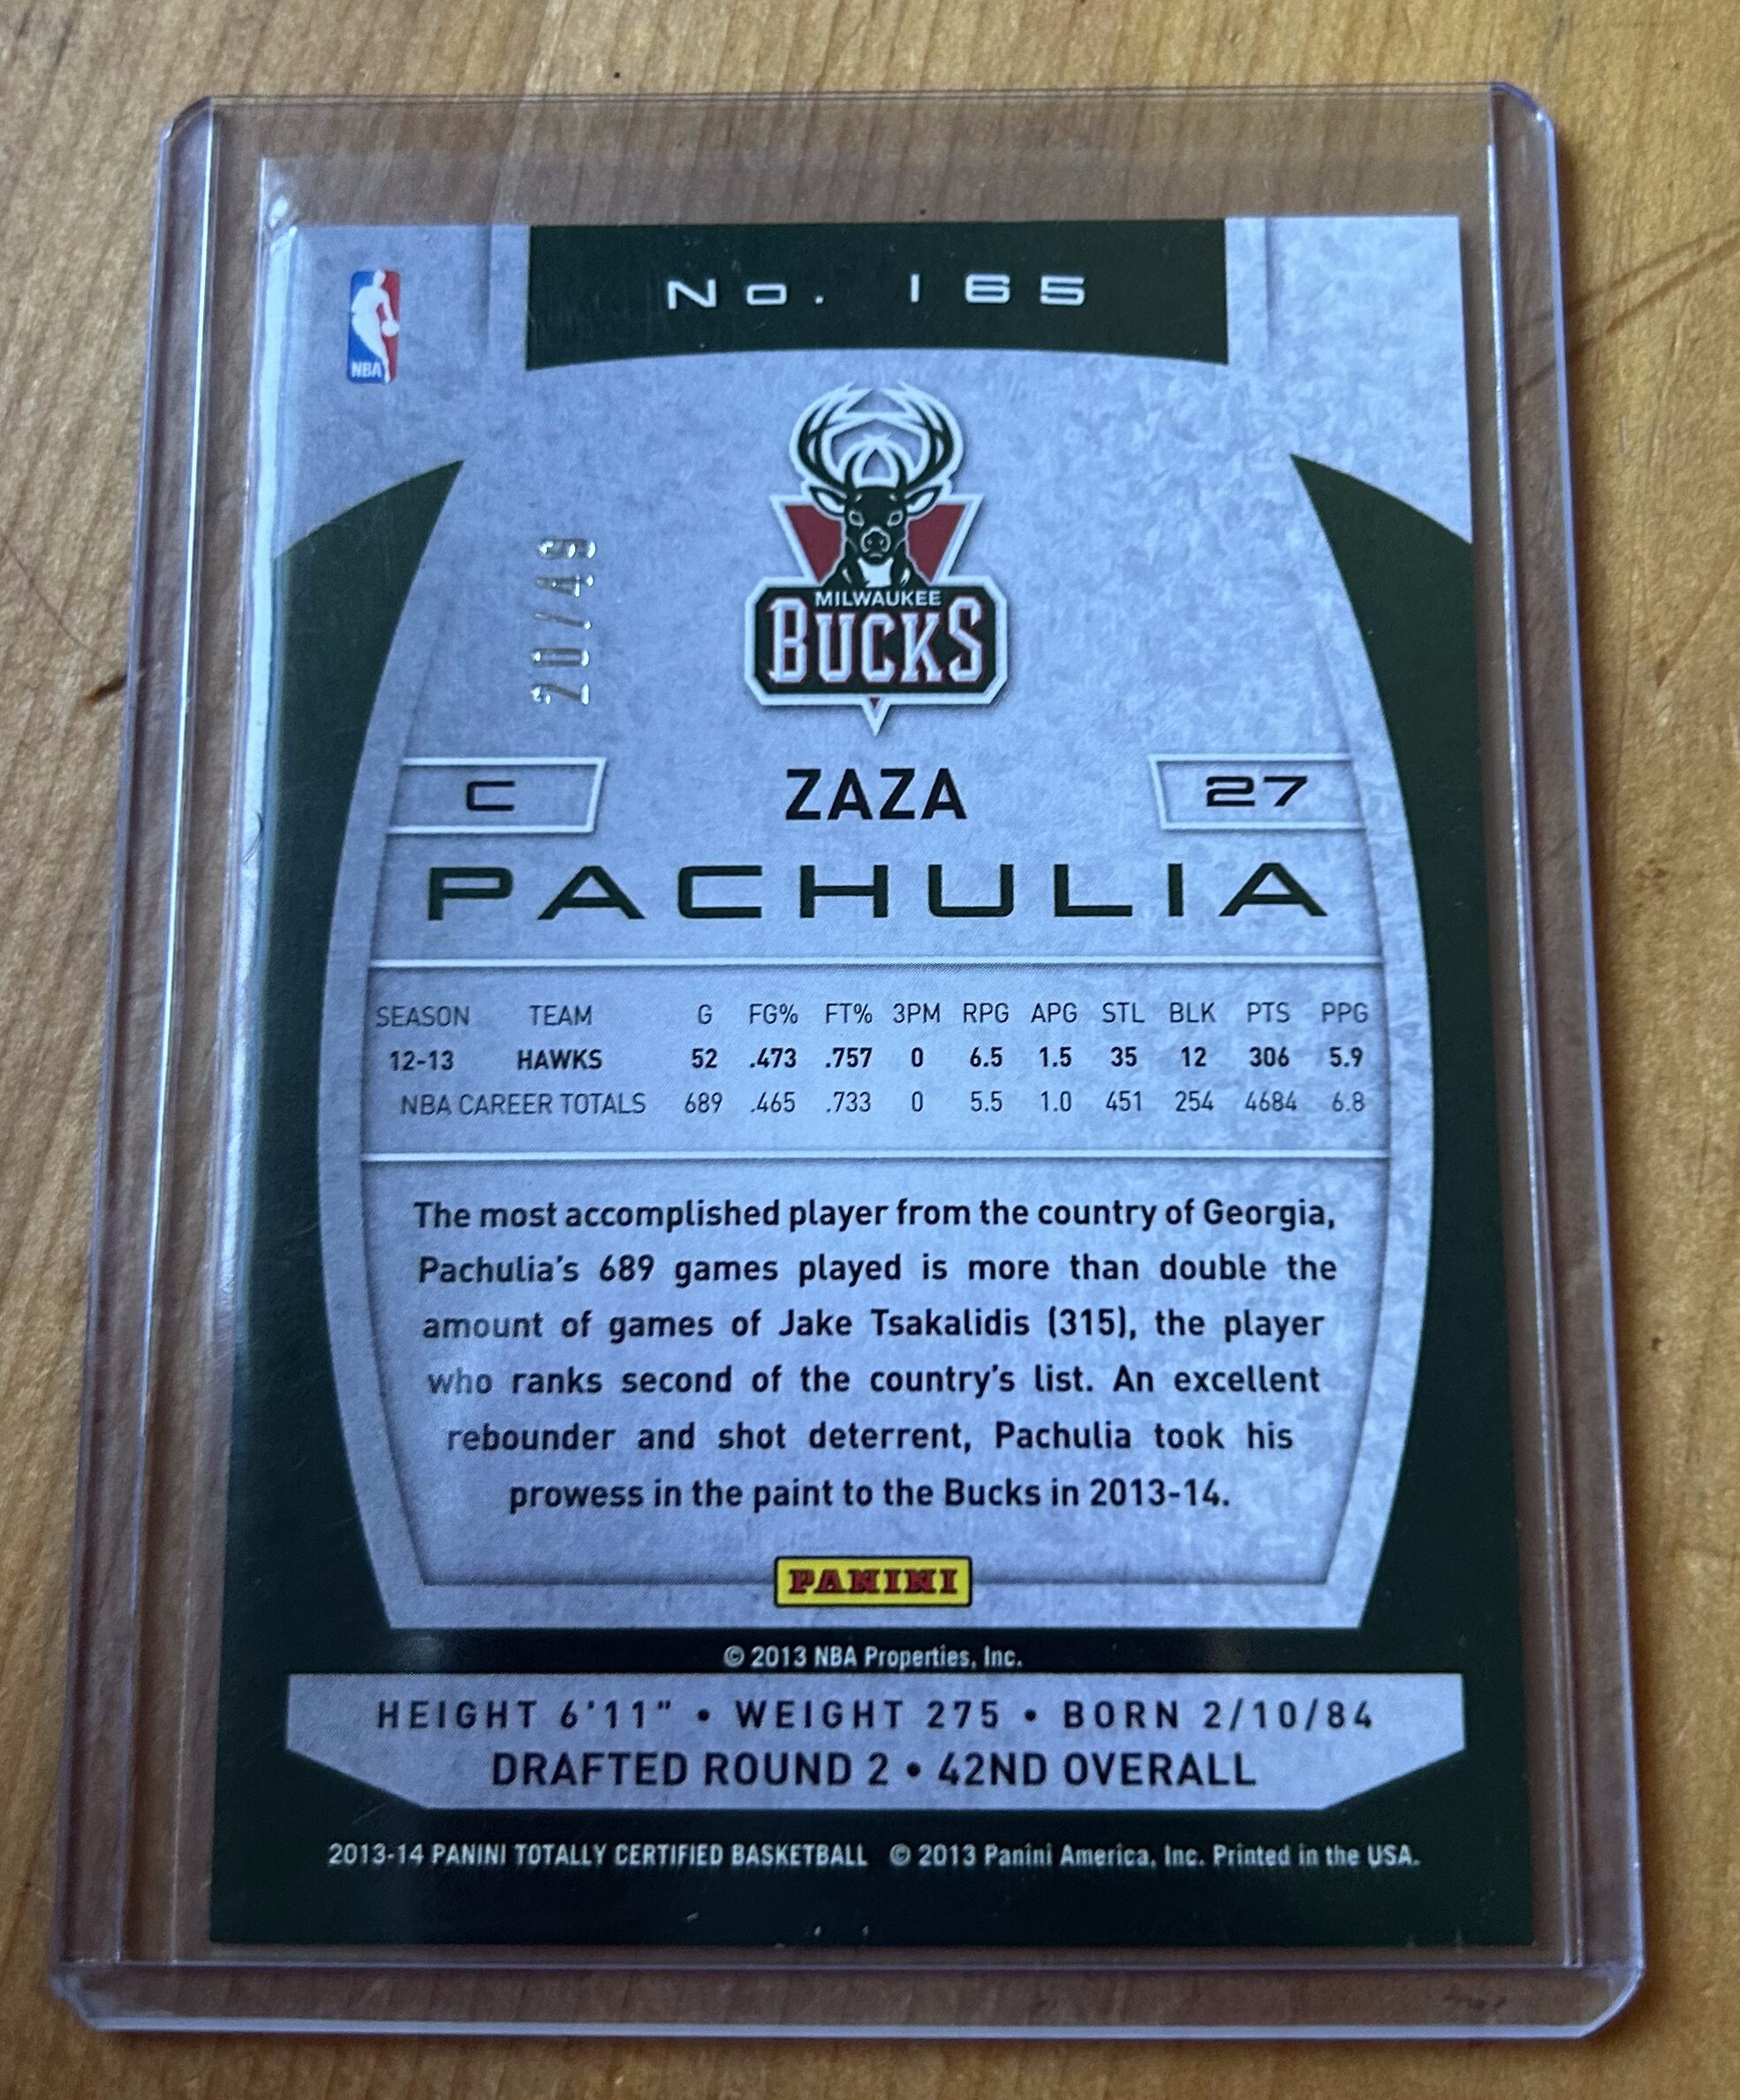 No. 165
NBA
MILWAUKEE
BUCKS
20/49
C ZAZA 27
PACHULIA
SEASON TEAM G FG% FT% 3PM RPG APG STL BLK PTS PPG
12-13 HAWKS 52 .473 .757 0 6.5 1.5 35 12 306 5.9
NBA CAREER TOTALS 689 .465 .733 0 5.5 1.0 451 254 4684 6.8
The most accomplished player from the country of Georgia,
Pachulia's 689 games played is more than double the
amount of games of Jake Tsakalidis (315), the player
who ranks second of the country's list. An excellent
rebounder and shot deterrent, Pachulia took his
prowess in the paint to the Bucks in 2013-14.
PANINI
© 2013 NBA Properties, Inc.
HEIGHT 6'11" • WEIGHT 275 • BORN 2/10/84
DRAFTED ROUND 2 • 42ND OVERALL
2013-14 PANINI TOTALLY CERTIFIED BASKETBALL © 2013 Panini America, Inc. Printed in the USA.